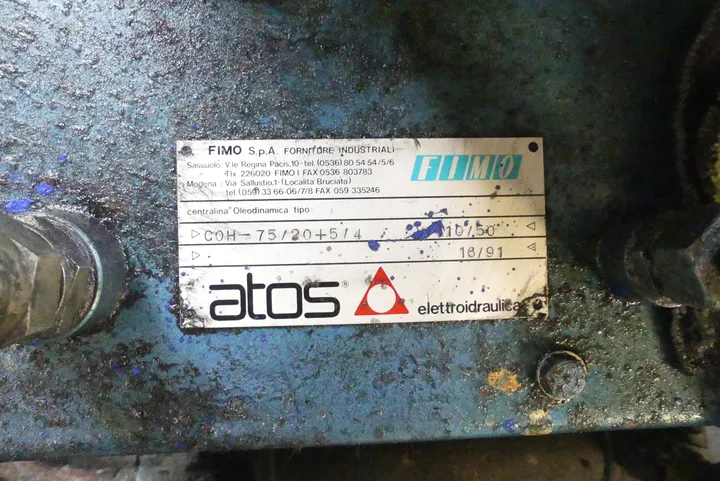 FIMO S.p.A. FORNITURE INDUSTRIALI
Sassuolo: V.le Regina Pacis,10 - tel. (0536) 80 54 54/5/6
Tlx 226020 FIMO I FAX 0536 803783
Modena: Via Sallustio,1 (Località Bruciata)
tel. (059) 33 66 06/7/8 FAX 059 335246
FIMO
centralina Oleodinamica tipo
COH-75/20+5/4 10/50
16/91
atos® elettroidraulica